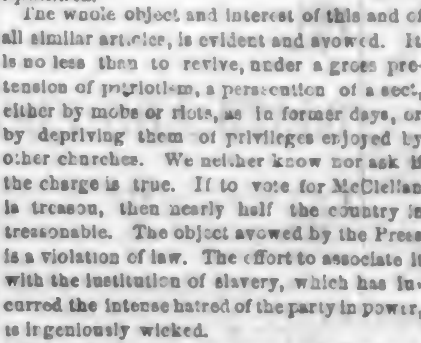 The whole object and interest of this and of
all similar articles, is evident and avowed. It
is no less than to revive, under a gross pre-
tension of patriotism, a persecution of a sect,
either by mobs or riots, as in former days, or
by depriving them of privileges enjoyed by
other churches. We neither know nor ask if
the charge is true. If to vote for McClellan
is treason, then nearly half the country is
treasonable. The object avowed by the Press
is a violation of law. The effort to associate it
with the institution of slavery, which has in-
curred the intense hatred of the party in power,
is ingeniously wicked.